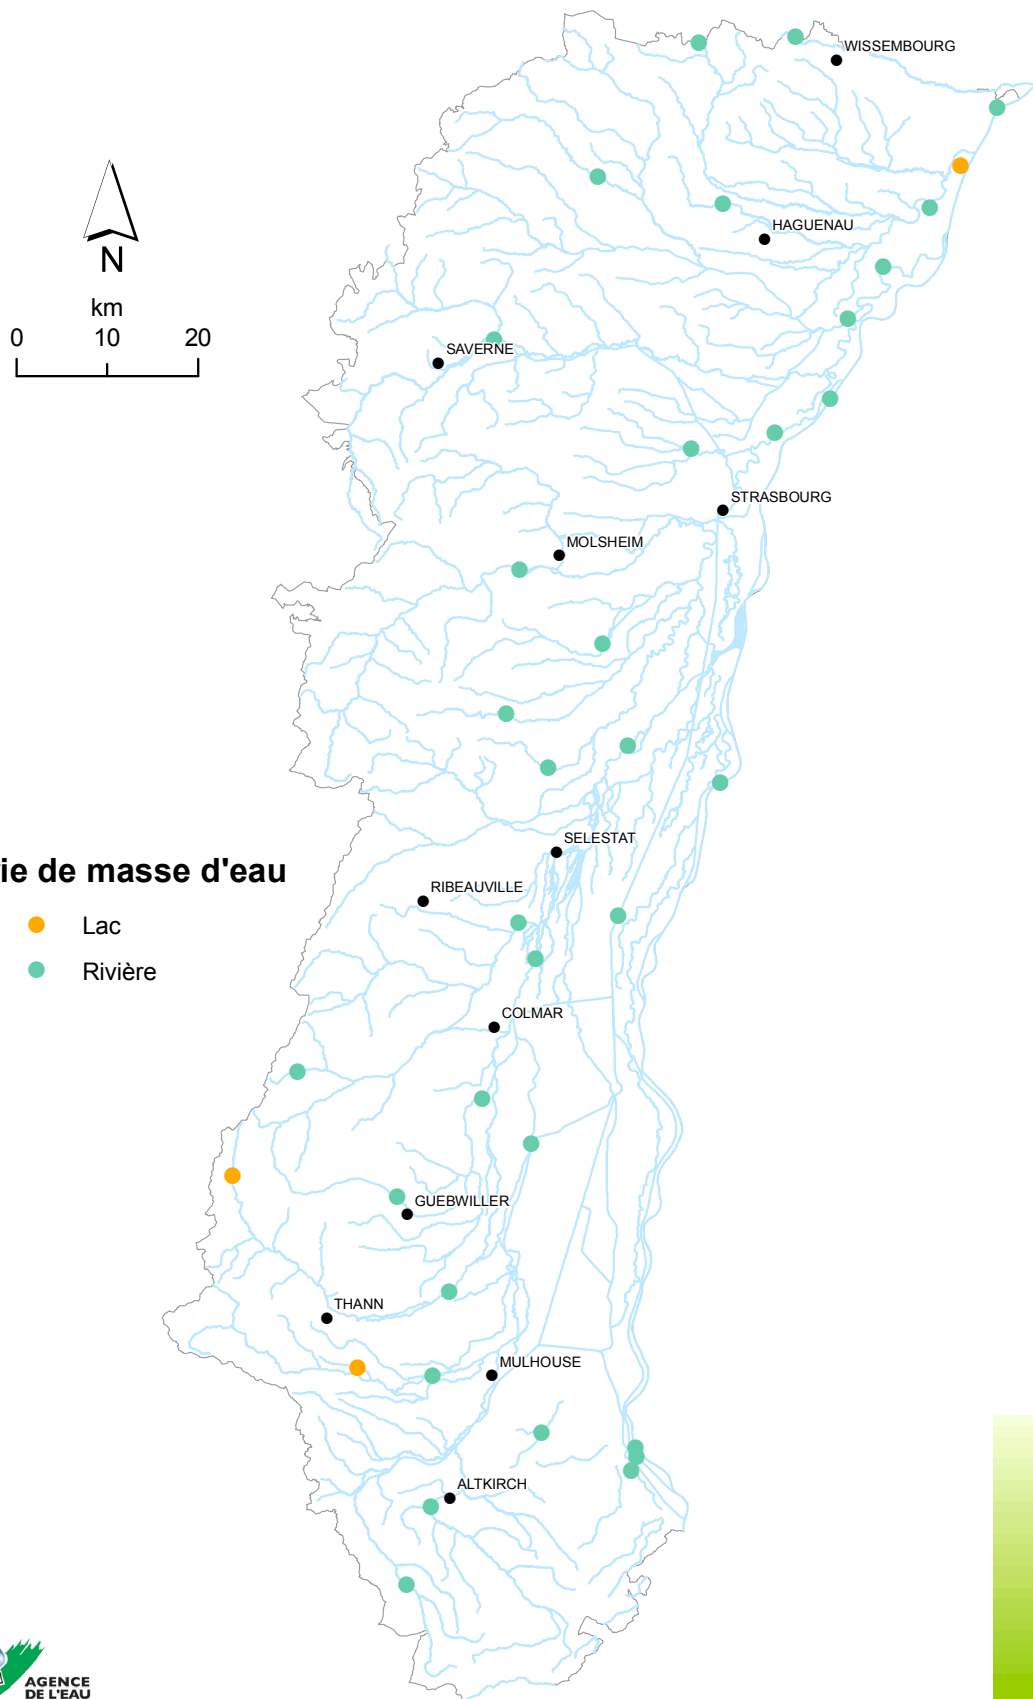 WISSEMBOURG
HAGUENAU
N
km
0 10 20
SAVERNE
STRASBOURG
MOLSHEIM
SELESTAT
de masse d'eau
RIBEAUVILLE
Lac
Rivière
COLMAR
GUEBWILLER
THANN
MULHOUSE
ALTKIRCH
AGENCE
DE L'EAU